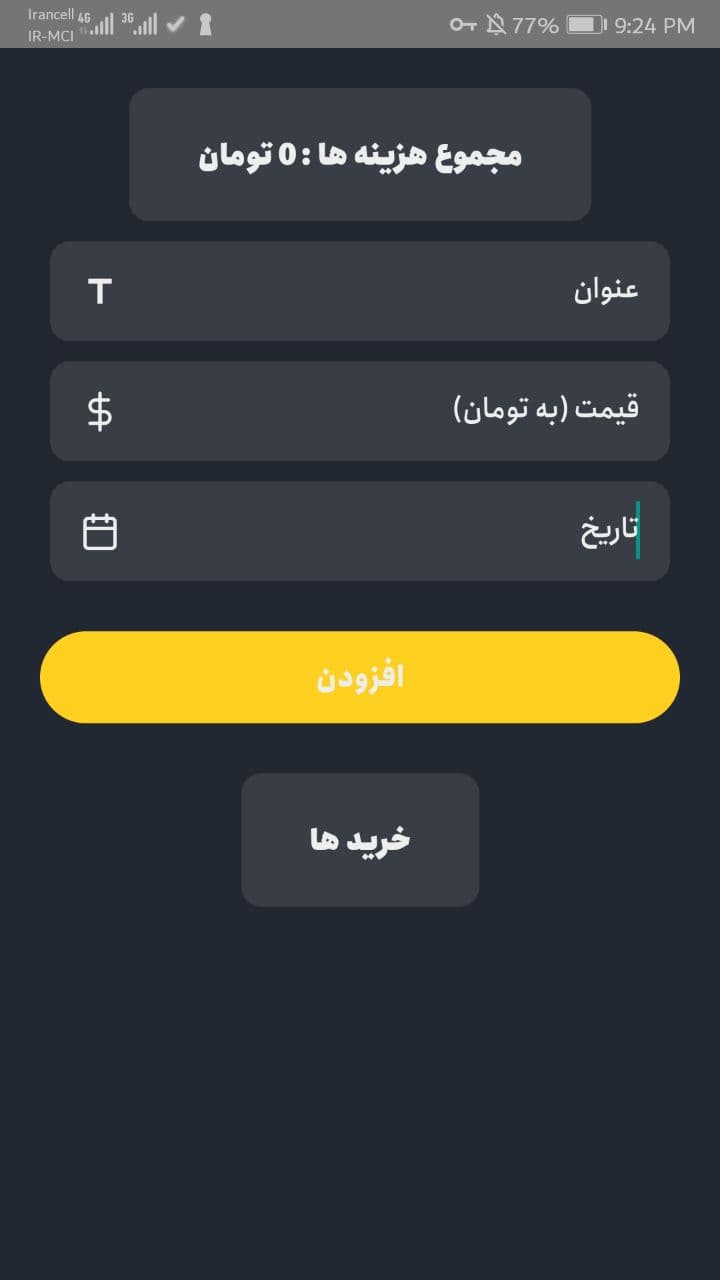 Irancell 4G 3G
IR-MCI
77% 9:24 PM
مجموع هزینه ها : 0 تومان
عنوان
T
قیمت (به تومان)
$
تاریخ
افزودن
خرید ها